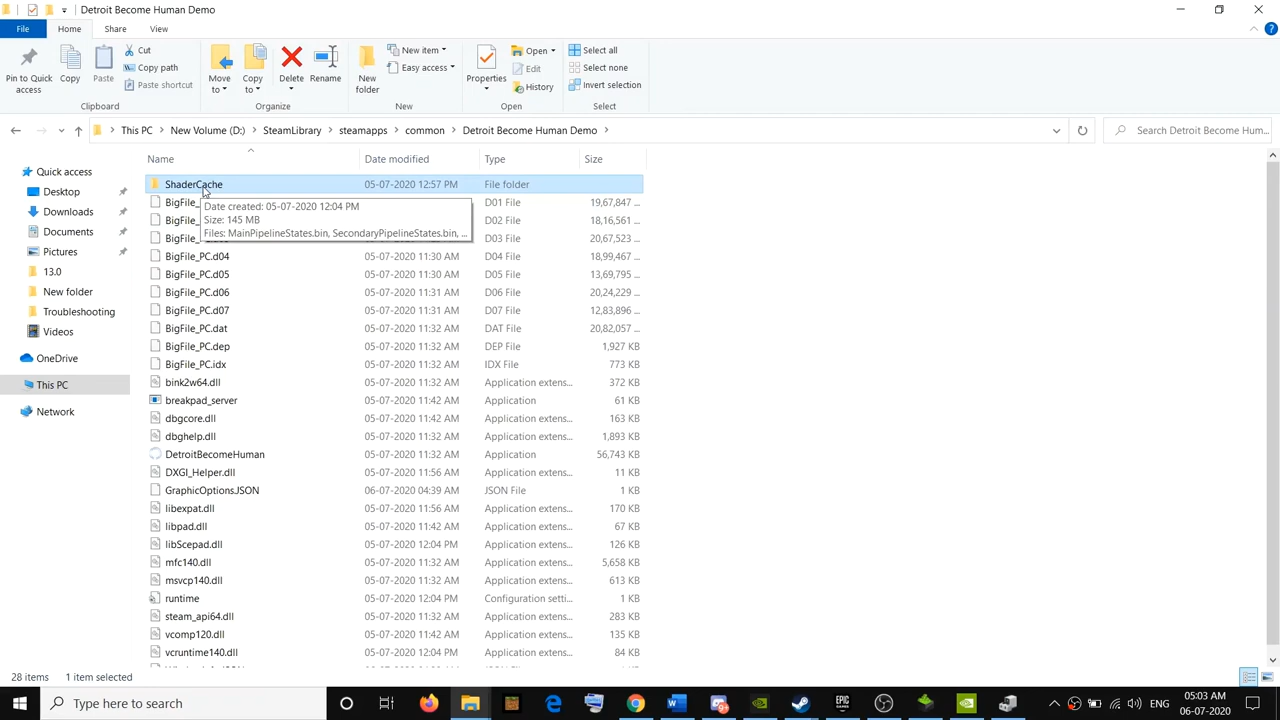 Detroit Become Human Demo
File Home Share View
Pin to Quick access
Copy
Paste
Cut
Copy path
Paste shortcut
Clipboard
Move to
Copy to
Delete
Rename
Organize
New folder
New item
Easy access
New
Properties
Open
Edit
History
Open
Select all
Select none
Invert selection
Select
This PC > New Volume (D:) > SteamLibrary > steamapps > common > Detroit Become Human Demo >
Search Detroit Become Hum...
Quick access
Desktop
Downloads
Documents
Pictures
13.0
New folder
Troubleshooting
Videos
OneDrive
This PC
Network
Name Date modified Type Size
ShaderCache 05-07-2020 12:57 PM File folder
BigFile_ D01 File 19,67,847 ...
BigFile_ D02 File 18,16,561 ...
BigFile_ D03 File 20,67,523 ...
Date created: 05-07-2020 12:04 PM
Size: 145 MB
Files: MainPipelineStates.bin, SecondaryPipelineStates.bin, ...
BigFile_PC.d04 05-07-2020 11:30 AM D04 File 18,99,467 ...
BigFile_PC.d05 05-07-2020 11:30 AM D05 File 13,69,795 ...
BigFile_PC.d06 05-07-2020 11:31 AM D06 File 20,24,229 ...
BigFile_PC.d07 05-07-2020 11:31 AM D07 File 12,83,896 ...
BigFile_PC.dat 05-07-2020 11:32 AM DAT File 20,82,057 ...
BigFile_PC.dep 05-07-2020 11:32 AM DEP File 1,927 KB
BigFile_PC.idx 05-07-2020 11:32 AM IDX File 773 KB
bink2w64.dll 05-07-2020 11:32 AM Application extens... 372 KB
breakpad_server 05-07-2020 11:42 AM Application 61 KB
dbgcore.dll 05-07-2020 11:42 AM Application extens... 163 KB
dbghelp.dll 05-07-2020 11:32 AM Application extens... 1,893 KB
DetroitBecomeHuman 05-07-2020 11:42 AM Application 56,743 KB
DXGI_Helper.dll 05-07-2020 11:56 AM Application extens... 11 KB
GraphicOptions.JSON 06-07-2020 04:39 AM JSON File 1 KB
libexpat.dll 05-07-2020 11:56 AM Application extens... 170 KB
libpad.dll 05-07-2020 11:42 AM Application extens... 67 KB
libScepad.dll 05-07-2020 12:04 PM Application extens... 126 KB
mfc140.dll 05-07-2020 11:32 AM Application extens... 5,658 KB
msvcp140.dll 05-07-2020 11:32 AM Application extens... 613 KB
runtime 05-07-2020 12:04 PM Configuration setti... 1 KB
steam_api64.dll 05-07-2020 11:32 AM Application extens... 283 KB
vcomp120.dll 05-07-2020 11:42 AM Application extens... 135 KB
vcruntime140.dll 05-07-2020 12:04 PM Application extens... 84 KB
28 items 1 item selected
Type here to search
ENG
05:03 AM
06-07-2020